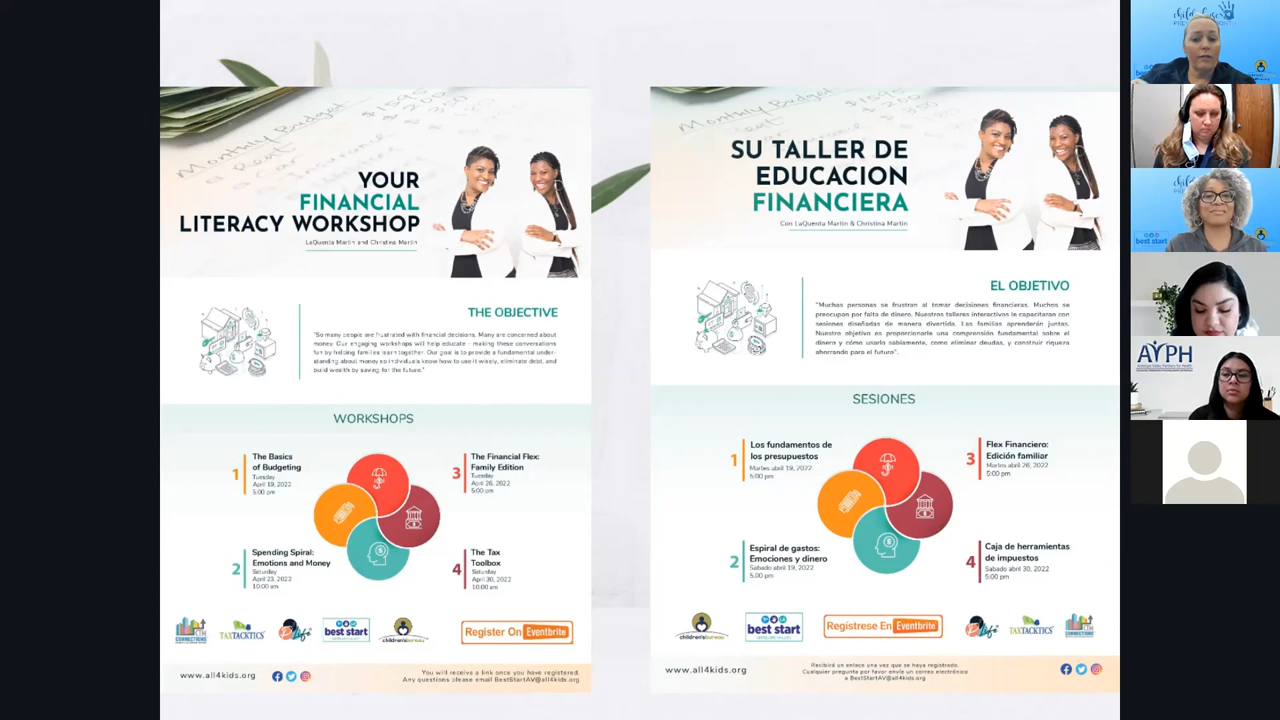 Monthly Budget
Rent
YOUR
FINANCIAL
LITERACY WORKSHOP
LaQuenta Martin and Christina Martin
THE OBJECTIVE
"So many people are frustrated with financial decisions. Many are concerned about
money. Our engaging workshops will help educate - making these conversations
fun by helping families learn together. Our goal is to provide a fundamental under-
standing about money so individuals know how to use it wisely, eliminate debt, and
build wealth by saving for the future."
WORKSHOPS
1
The Basics
of Budgeting
Tuesday
April 19, 2022
5:00 pm
3
The Financial Flex:
Family Edition
Tuesday
April 26, 2022
5:00 pm
2
Spending Spiral:
Emotions and Money
Saturday
April 23, 2022
10:00 am
4
The Tax
Toolbox
Saturday
April 30, 2022
10:00 am
CONNECTIONS
TAXTACKTICS
best start
children'sbureau
Register On Eventbrite
www.all4kids.org
You will receive a link once you have registered.
Any questions please email BestStartAV@all4kids.org
Monthly Budget
SU TALLER DE
EDUCACION
FINANCIERA
Con LaQuenta Martin & Christina Martin
EL OBJETIVO
"Muchas personas se frustran al tomar decisiones financieras. Muchos se
preocupan por falta de dinero. Nuestros talleres interactivos le capacitaran con
sesiones diseñadas de manera divertida. Las familias aprenderán juntas.
Nuestro objetivo es proporcionarle una comprensión fundamental sobre el
dinero y cómo usarlo sabiamente, como eliminar deudas, y construir riqueza
ahorrando para el futuro".
SESIONES
1
Los fundamentos de
los presupuestos
Martes abril 19, 2022
5:00 pm
3
Flex Financiero:
Edición familiar
Martes abril 26, 2022
5:00 pm
2
Espiral de gastos:
Emociones y dinero
Sabado abril 19, 2022
5:00 pm
4
Caja de herramientas
de impuestos
Sabado abril 30, 2022
5:00 pm
children'sbureau
best start
Regístrese En Eventbrite
TAXTACKTICS
CONNECTIONS
www.all4kids.org
Recibirá un enlace una vez que se haya registrado.
Cualquier pregunta por favor envíe un correo electrónico
a BestStartAV@all4kids.org
best start
AVPH